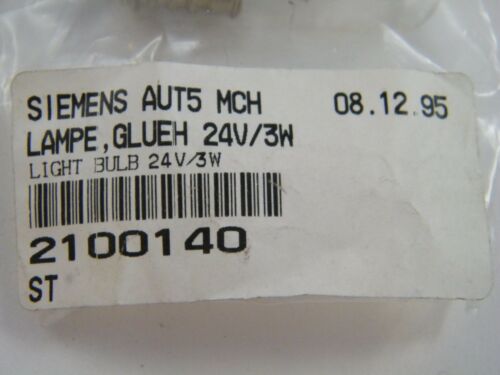 SIEMENS AUT5 MCH 08.12.95
LAMPE,GLUEH 24V/3W
LIGHT BULB 24V/3W
2100140
ST